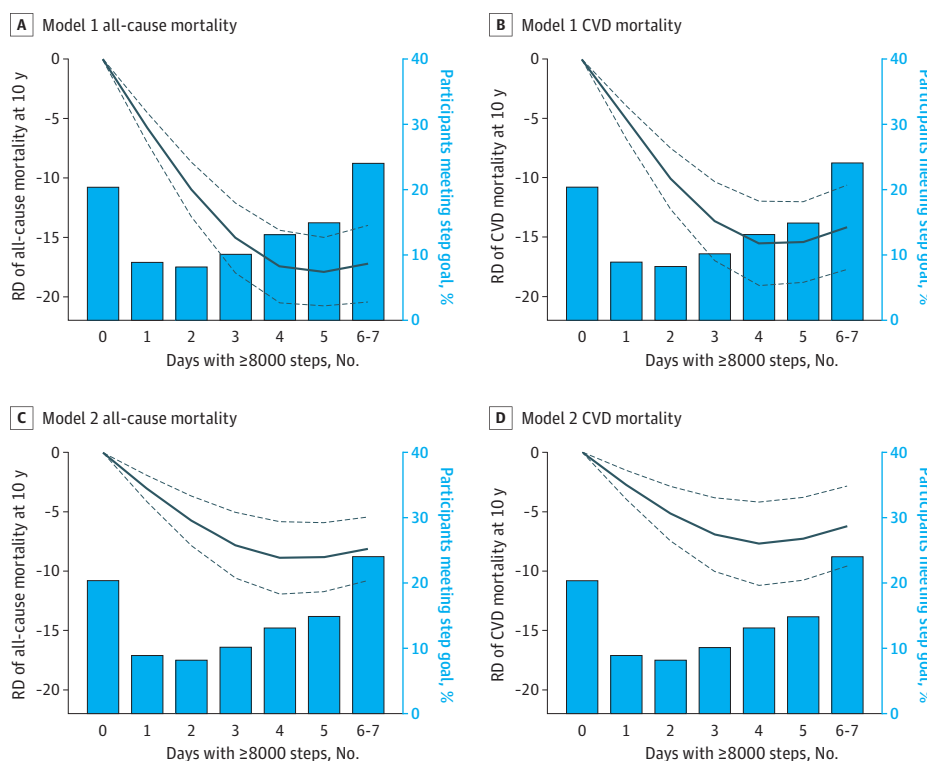 A Model 1 all-cause mortality
RD of all-cause mortality at 10 y
0
-5
-10
-15
-20
Participants meeting step goal, %
40
30
20
10
0
0 1 2 3 4 5 6-7
Days with ≥8000 steps, No.
B Model 1 CVD mortality
RD of CVD mortality at 10 y
0
-5
-10
-15
-20
Participants meeting step goal, %
40
30
20
10
0
0 1 2 3 4 5 6-7
Days with ≥8000 steps, No.
C Model 2 all-cause mortality
RD of all-cause mortality at 10 y
0
-5
-10
-15
-20
Participants meeting step goal, %
40
30
20
10
0
0 1 2 3 4 5 6-7
Days with ≥8000 steps, No.
D Model 2 CVD mortality
RD of CVD mortality at 10 y
0
-5
-10
-15
-20
Participants meeting step goal, %
40
30
20
10
0
0 1 2 3 4 5 6-7
Days with ≥8000 steps, No.